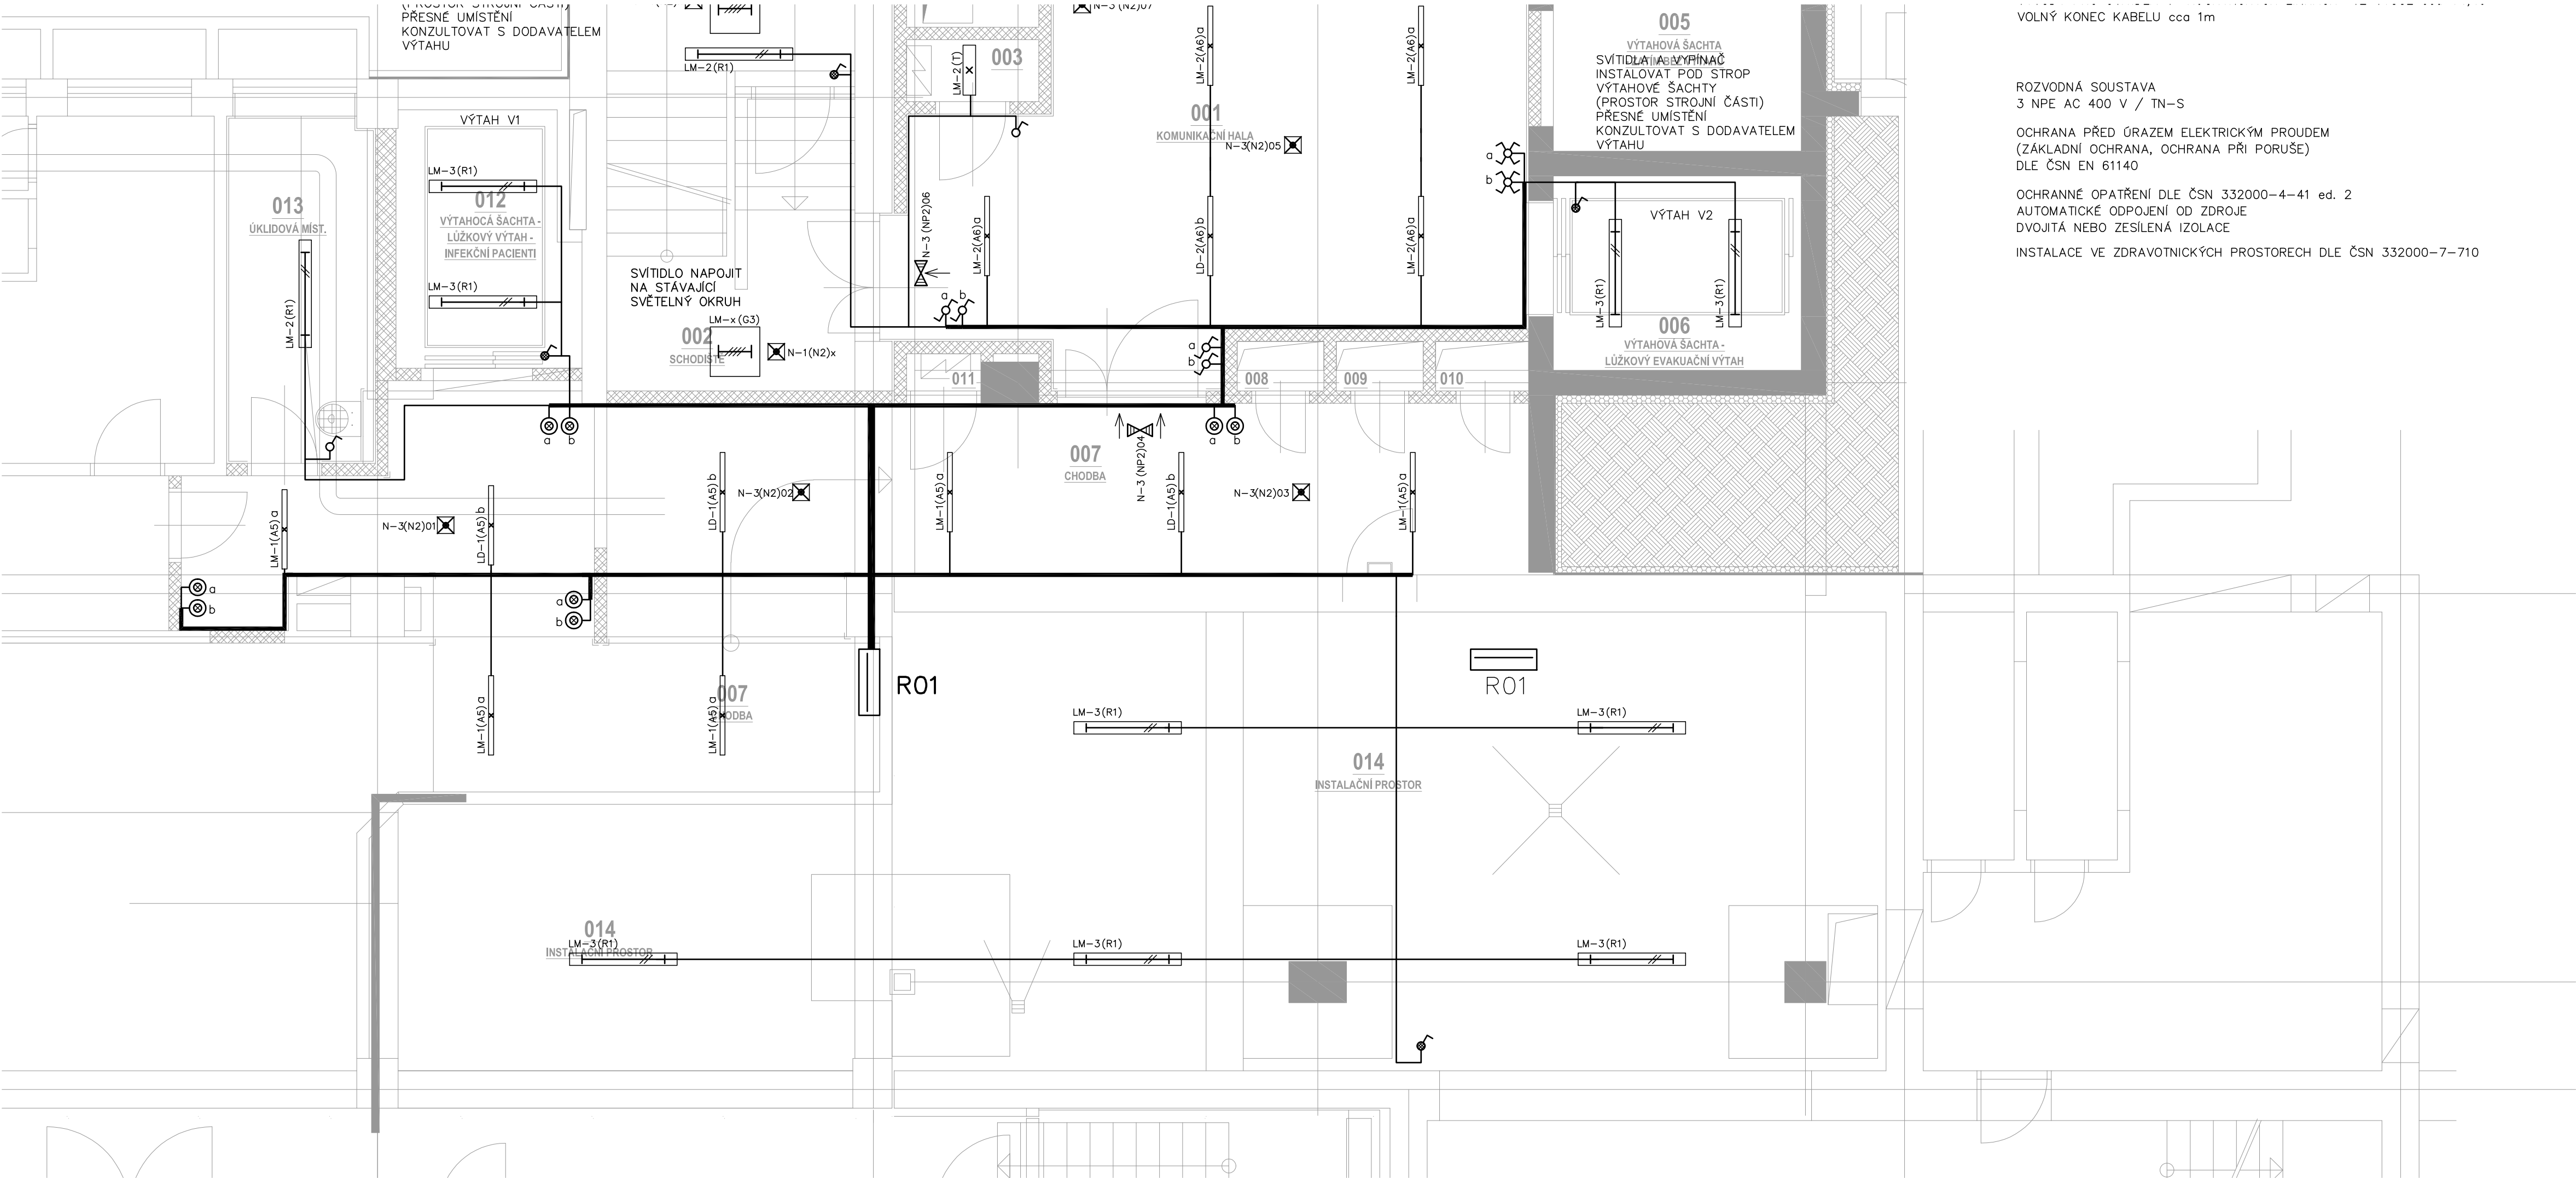 (PROSTOR STROJNÍ ČÁSTI)
PŘESNÉ UMÍSTĚNÍ
KONZULTOVAT S DODAVATELEM
VÝTAHU
LM-2(R1)
LM-2(T)
003
N-3(N2)07
LM-2(A6)a
LM-2(A6)a
001
KOMUNIKAČNÍ HALA
N-3(N2)05
005
VÝTAHOVÁ ŠACHTA
SVÍTIDLA A VYPÍNAČ
INSTALOVAT POD STROP
VÝTAHOVÉ ŠACHTY
(PROSTOR STROJNÍ ČÁSTI)
PŘESNÉ UMÍSTĚNÍ
KONZULTOVAT S DODAVATELEM
VÝTAHU
VOLNÝ KONEC KABELU cca 1m
ROZVODNÁ SOUSTAVA
3 NPE AC 400 V / TN-S
OCHRANA PŘED ÚRAZEM ELEKTRICKÝM PROUDEM
(ZÁKLADNÍ OCHRANA, OCHRANA PŘI PORUŠE)
DLE ČSN EN 61140
OCHRANNÉ OPATŘENÍ DLE ČSN 332000-4-41 ed. 2
AUTOMATICKÉ ODPOJENÍ OD ZDROJE
DVOJITÁ NEBO ZESÍLENÁ IZOLACE
INSTALACE VE ZDRAVOTNICKÝCH PROSTORECH DLE ČSN 332000-7-710
VÝTAH V1
LM-3(R1)
012
VÝTAHOCÁ ŠACHTA -
LŮŽKOVÝ VÝTAH -
INFEKČNÍ PACIENTI
LM-3(R1)
013
ÚKLIDOVÁ MÍST.
LM-2(R1)
SVÍTIDLO NAPOJIT
NA STÁVAJÍCÍ
SVĚTELNÝ OKRUH
LM-x(G3)
002
SCHODIŠTĚ
N-1(N2)x
N-3(NP2)06
LM-2(A6)a
LD-2(A6)b
LM-2(A6)a
a
b
a
b
a
b
VÝTAH V2
LM-3(R1)
LM-3(R1)
006
VÝTAHOVÁ ŠACHTA -
LŮŽKOVÝ EVAKUAČNÍ VÝTAH
011
008
009
010
a
b
a
b
007
CHODBA
N-3(NP2)04
LM-1(A5)a
LD-1(A5)b
LD-1(A5)b
LM-1(A5)a
LD-1(A5)b
LM-1(A5)a
N-3(N2)01
N-3(N2)02
N-3(N2)03
a
b
a
b
LM-1(A5)a
LM-1(A5)a
007
R01
R01
LM-3(R1)
LM-3(R1)
014
INSTALAČNÍ PROSTOR
014
INSTALAČNÍ PROSTOR
LM-3(R1)
LM-3(R1)
LM-3(R1)